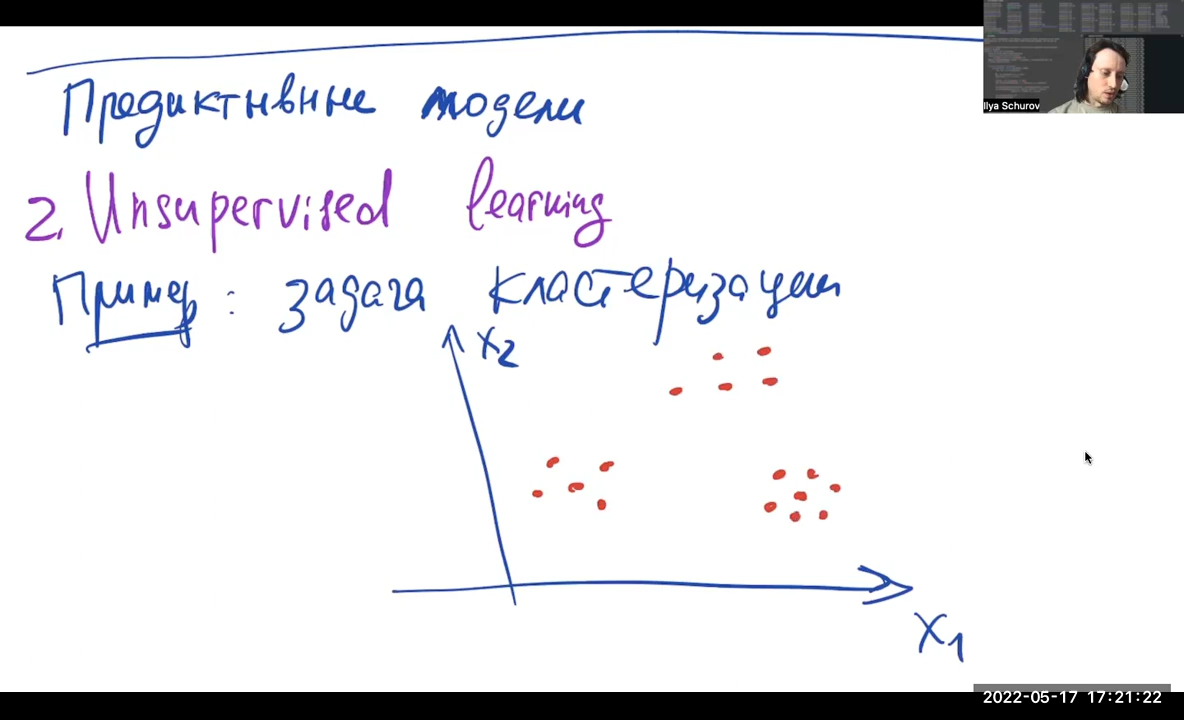 Предиктивные модели
2. Unsupervised learning
Пример: задача кластеризации
x2
x1
Ilya Schurov
2022-05-17 17:21:22